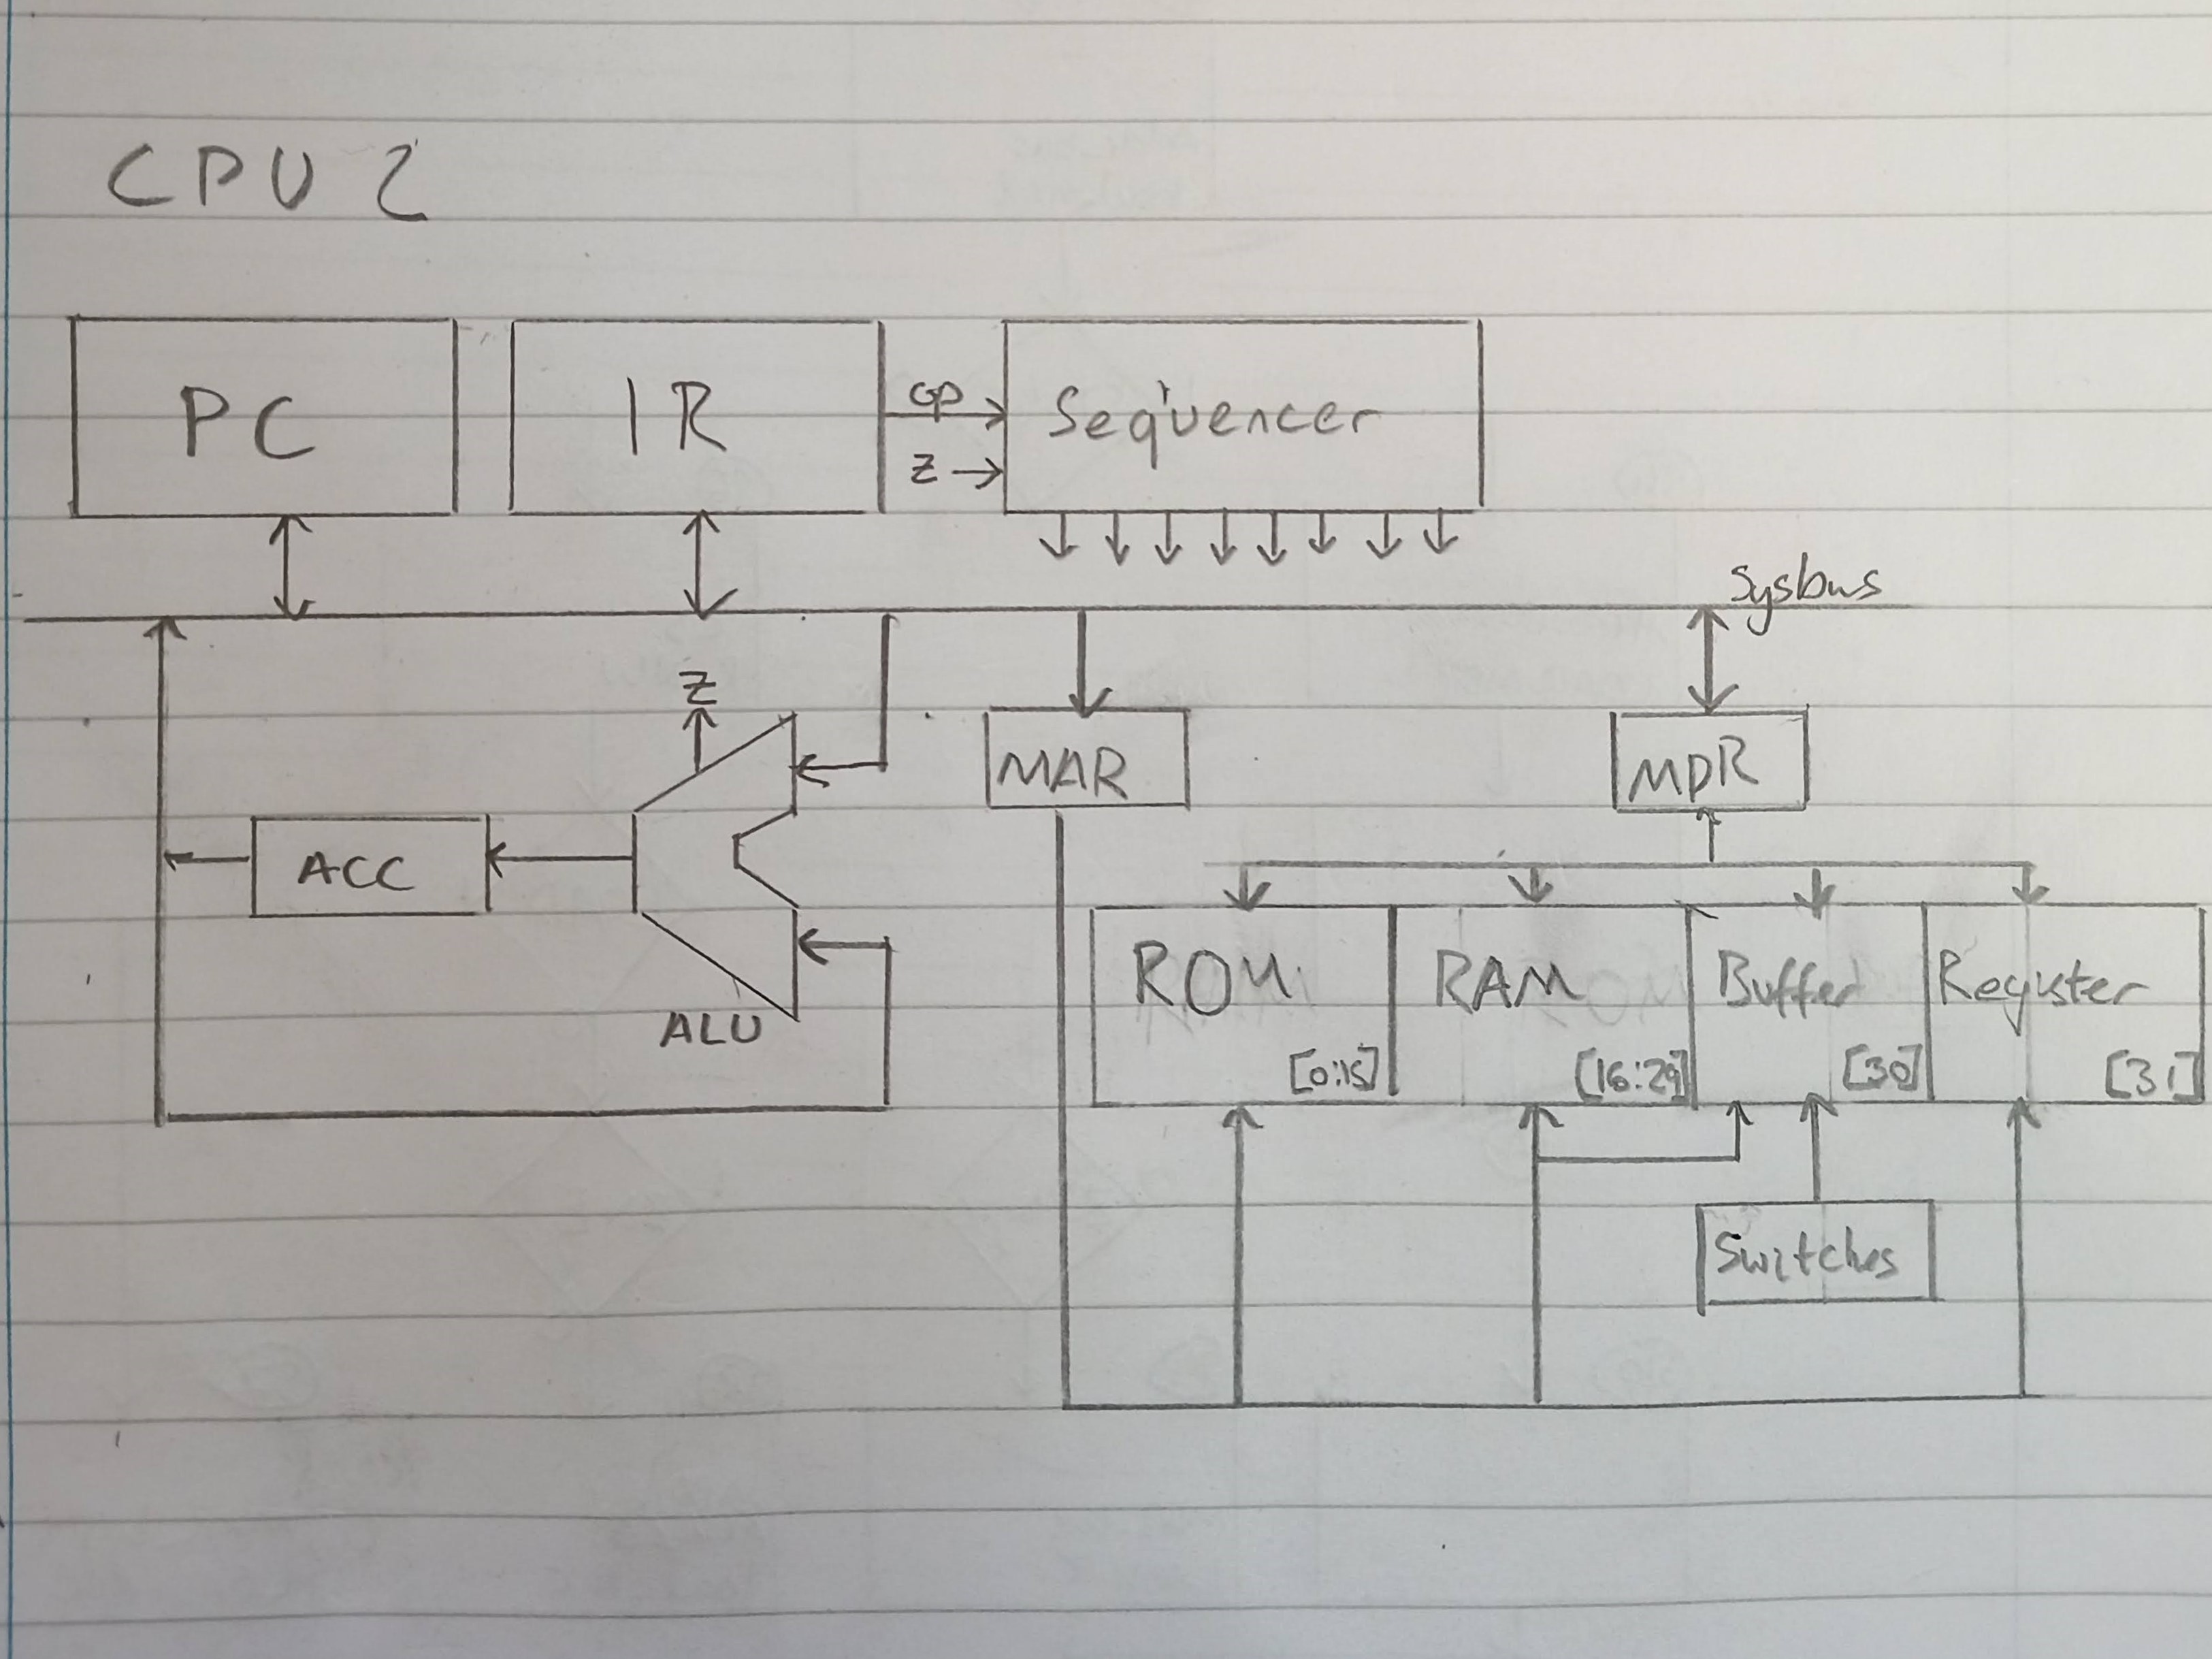 CPU 2
PC
IR
op
Z
Sequencer
Sysbus
Z
MAR
MDR
ACC
ALU
ROM
[0:15]
RAM
[16:29]
Buffer
[30]
Register
[31]
Switches